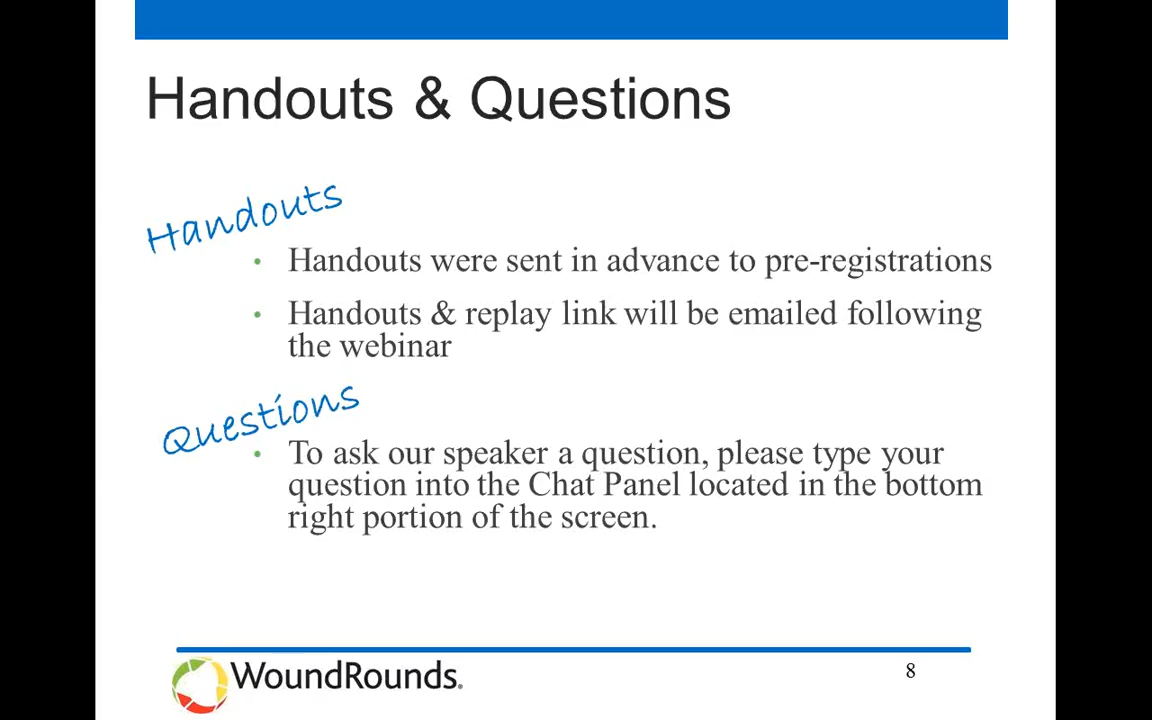 Handouts & Questions
Handouts
• Handouts were sent in advance to pre-registrations
• Handouts & replay link will be emailed following
the webinar
Questions
• To ask our speaker a question, please type your
question into the Chat Panel located in the bottom
right portion of the screen.
WoundRounds.
8